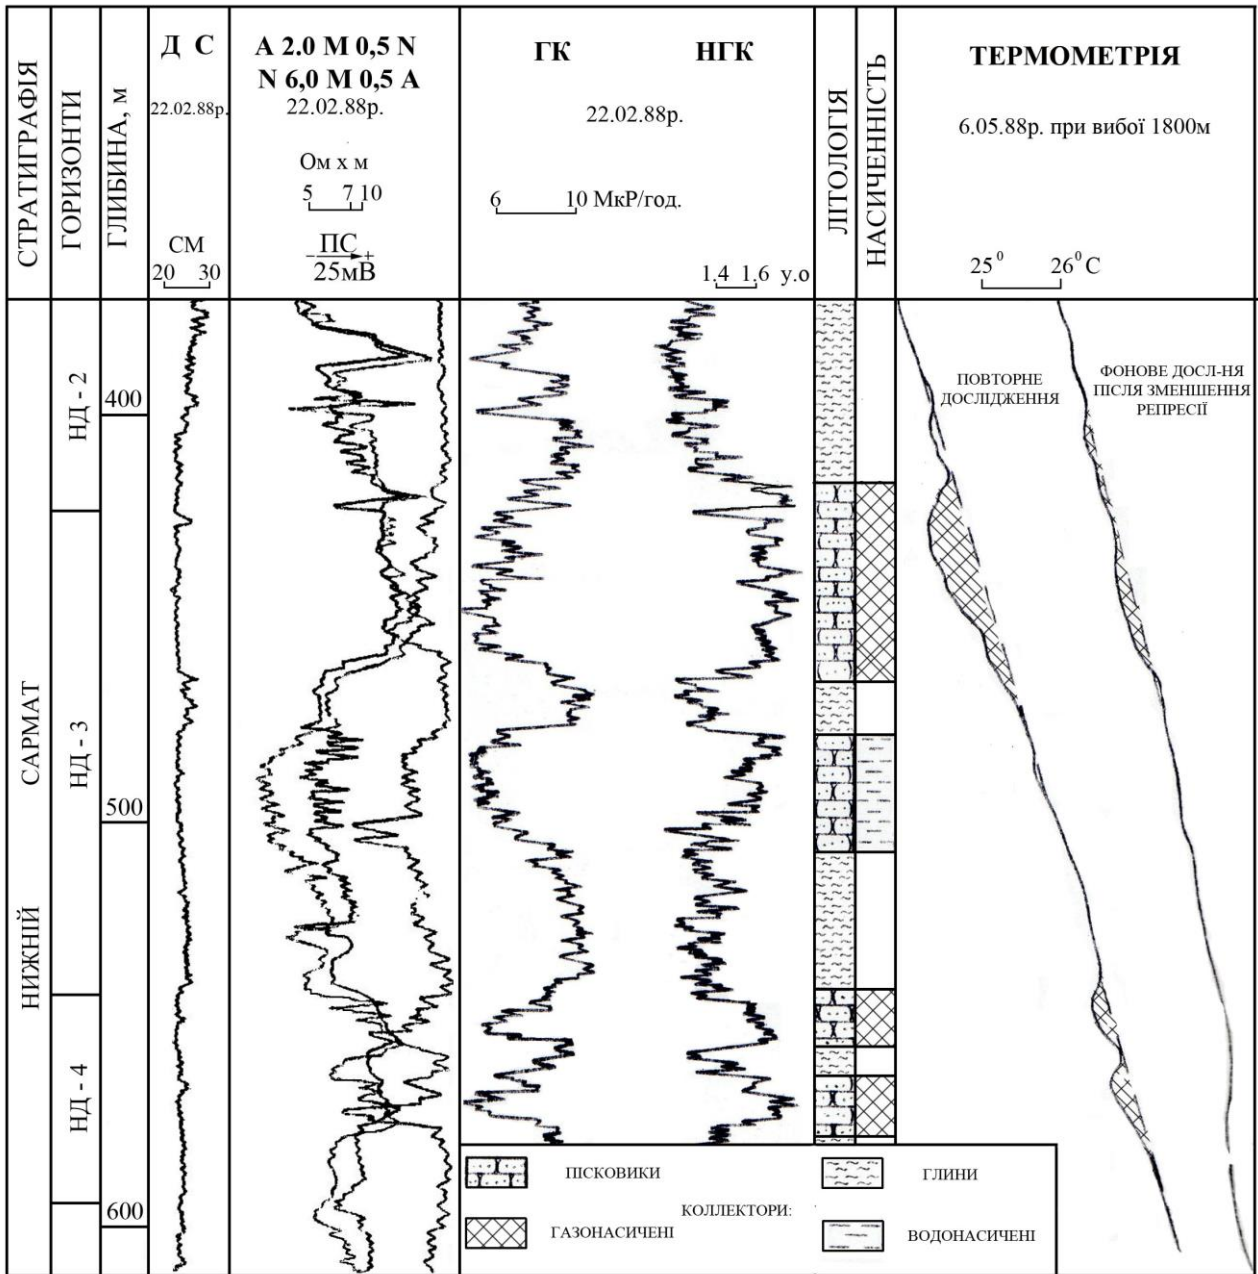 СТРАТИГРАФІЯ
ГОРИЗОНТИ
ГЛИБИНА, м
Д С
22.02.88р.
СМ
20 30
А 2.0 М 0,5 N
N 6,0 М 0,5 А
22.02.88р.
Ом х м
5 7 10
- ПС +
25мВ
ГК НГК
22.02.88р.
6 10 МкР/год.
1.4 1.6 у.о
ЛІТОЛОГІЯ
НАСИЧЕННІСТЬ
ТЕРМОМЕТРІЯ
6.05.88р. при вибої 1800м
25⁰ 26⁰ С
НИЖНІЙ САРМАТ
НД - 2
НД - 3
НД - 4
400
500
600
ПОВТОРНЕ
ДОСЛІДЖЕННЯ
ФОНОВЕ ДОСЛ-НЯ
ПІСЛЯ ЗМЕНШЕННЯ
РЕПРЕСІЇ
ПІСКОВИКИ
ГЛИНИ
КОЛЛЕКТОРИ:
ГАЗОНАСИЧЕНІ
ВОДОНАСИЧЕНІ